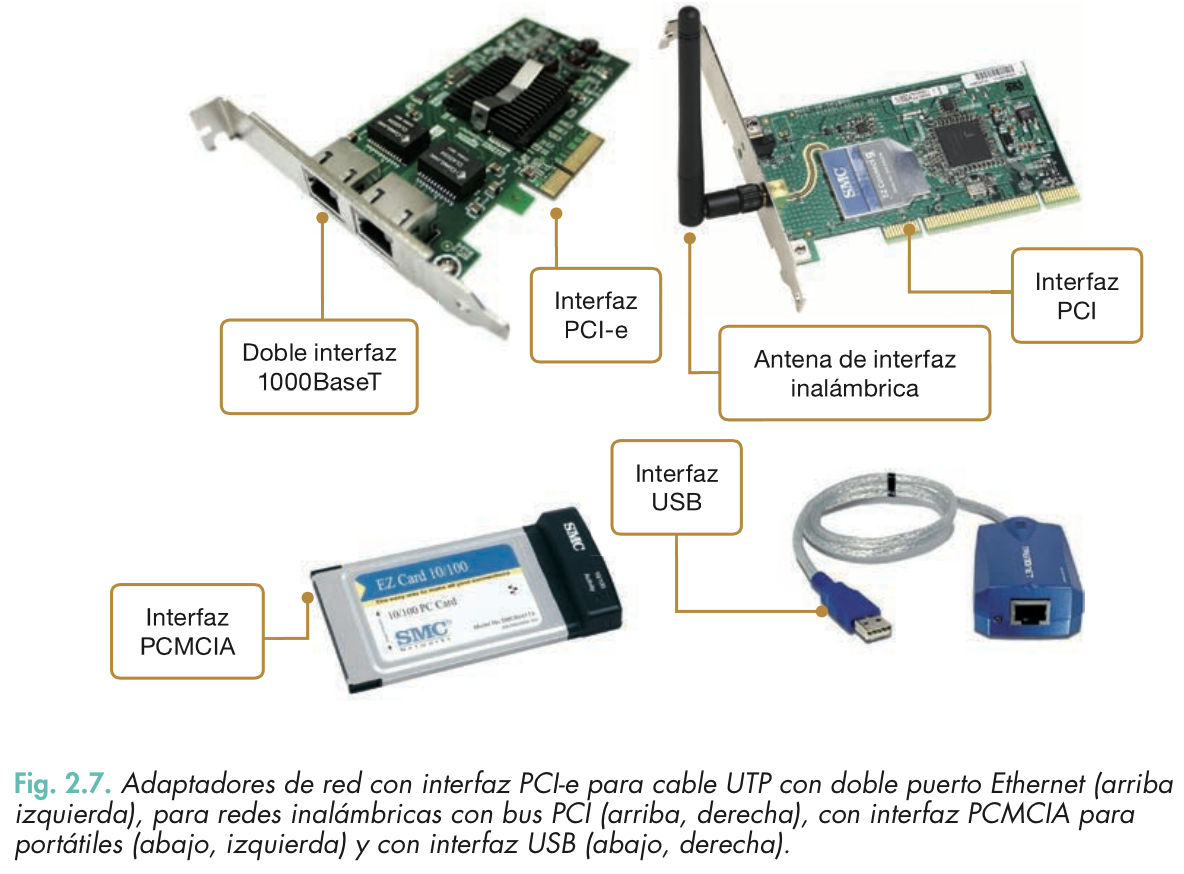 Interfaz
PCI-e
Interfaz
PCI
Doble interfaz
1000BaseT
Antena de interfaz
inalámbrica
SMC
Interfaz
USB
SMC
EZ Card 10/100
10/100 PC Card
SMC
NETWORKS
Interfaz
PCMCIA
Fig. 2.7. Adaptadores de red con interfaz PCI-e para cable UTP con doble puerto Ethernet (arriba
izquierda), para redes inalámbricas con bus PCI (arriba, derecha), con interfaz PCMCIA para
portátiles (abajo, izquierda) y con interfaz USB (abajo, derecha).